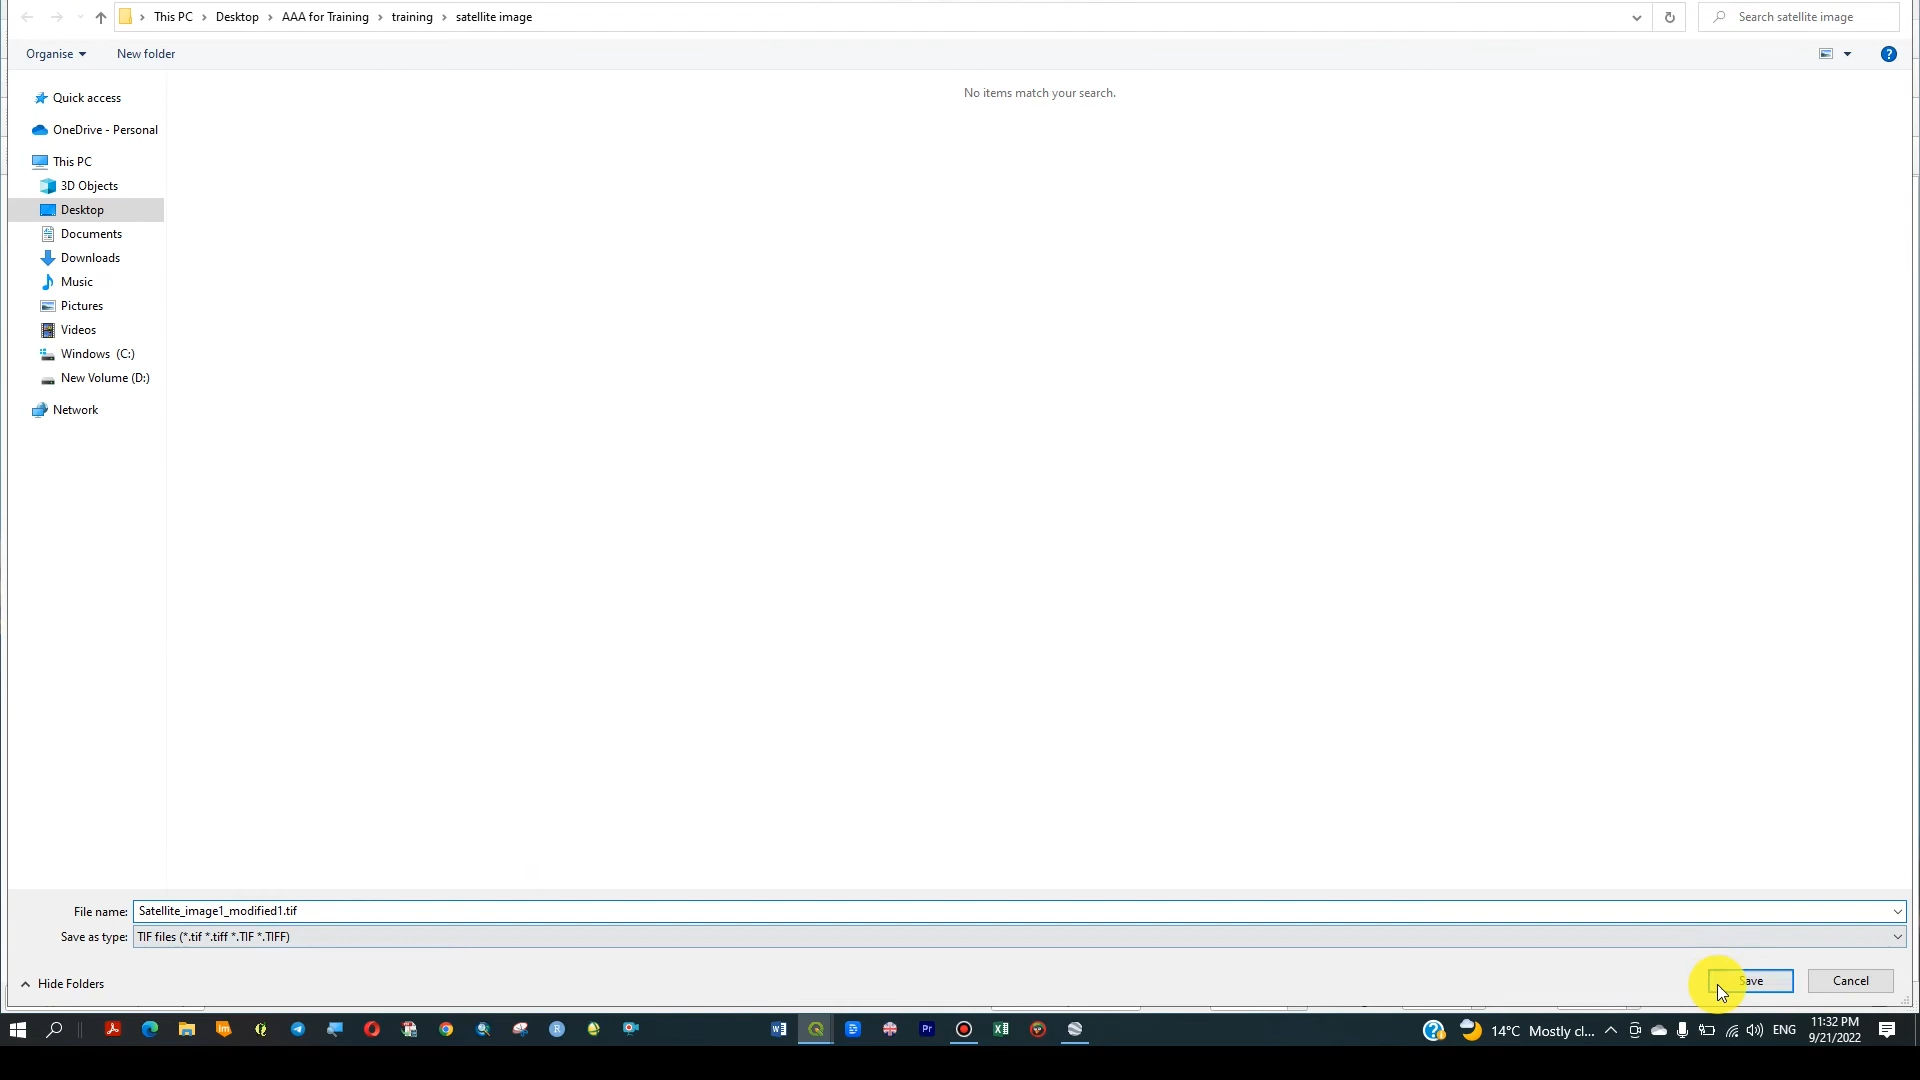 This PC > Desktop > AAA for Training > training > satellite image
Search satellite image
Organise
New folder
?
Quick access
No items match your search.
OneDrive - Personal
This PC
3D Objects
Desktop
Documents
Downloads
Music
Pictures
Videos
Windows (C:)
New Volume (D:)
Network
File name: Satellite_image1_modified1.tif
Save as type: TIF files (*.tif *.tiff *.TIF *.TIFF)
Hide Folders
Save
Cancel
14°C Mostly cl...
ENG
11:32 PM
9/21/2022